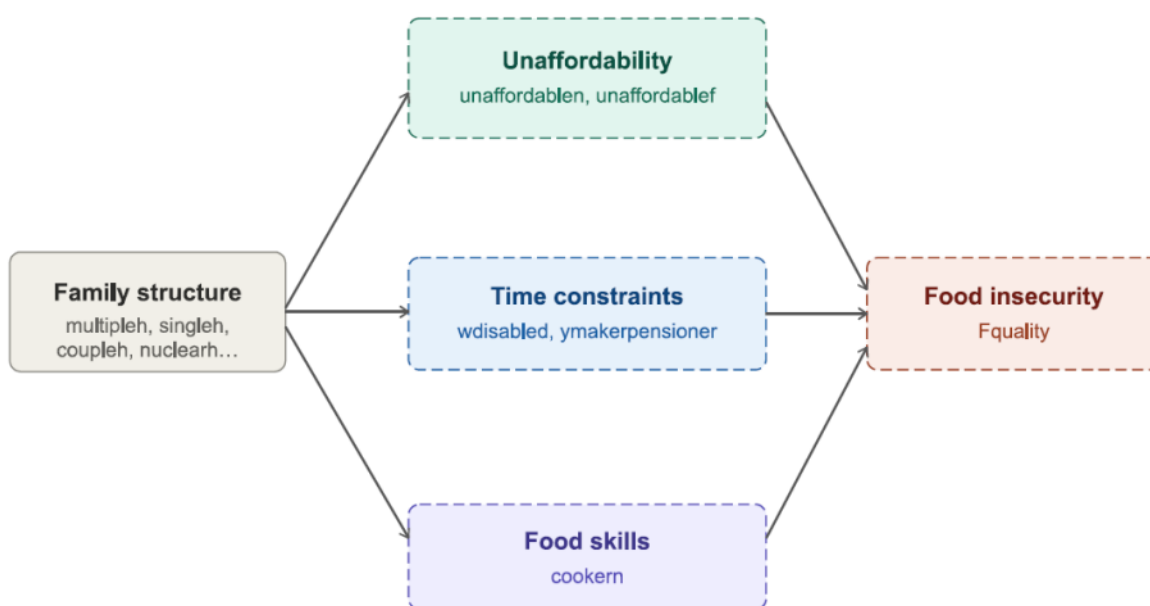 Unaffordability
unaffordablen, unaffordablef
Family structure
multipleh, singleh,
coupleh, nuclearh...
Time constraints
wdisabled, ymakerpensioner
Food insecurity
Fquality
Food skills
cookern